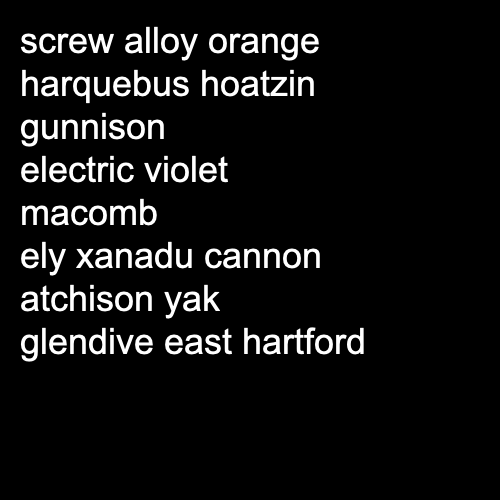 screw alloy orange
harquebus hoatzin
gunnison
electric violet
macomb
ely xanadu cannon
atchison yak
glendive east hartford